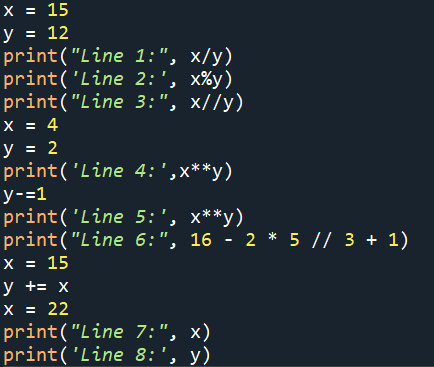 x = 15
y = 12
print("Line 1:", x/y)
print('Line 2:', x%y)
print("Line 3:", x//y)
x = 4
y = 2
print('Line 4:',x**y)
y-=1
print('Line 5:', x**y)
print("Line 6:", 16 - 2 * 5 // 3 + 1)
x = 15
y += x
x = 22
print("Line 7:", x)
print('Line 8:', y)